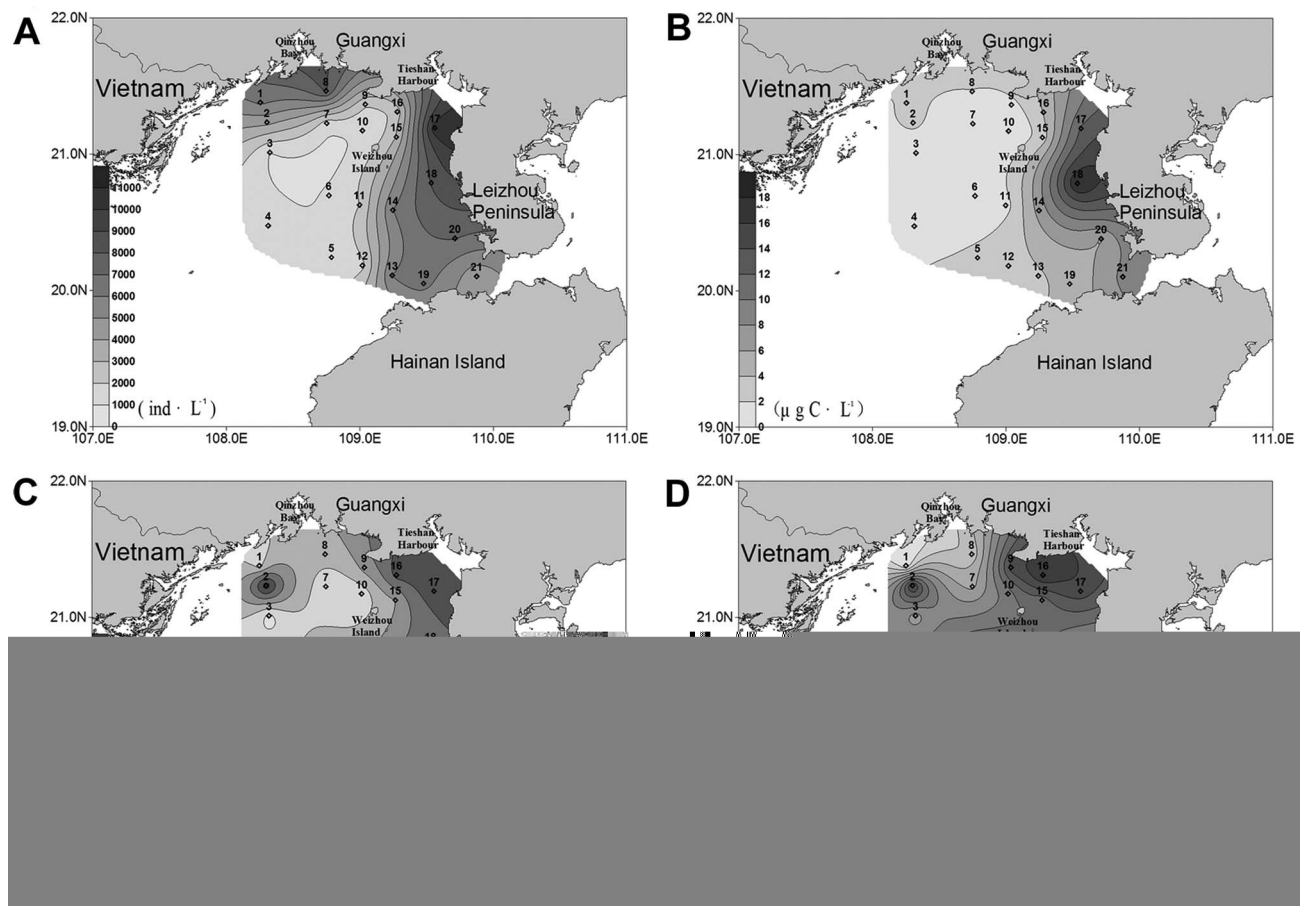 A
22.0N
21.0N
20.0N
19.0N
107.0E
108.0E
109.0E
110.0E
111.0E
Vietnam
Qinzhou
Bay
Guangxi
Tieshan
Harbour
Weizhou
Island
Leizhou
Peninsula
Hainan Island
1
2
3
4
5
6
7
8
9
10
11
12
13
14
15
16
17
18
19
20
21
11000
10000
9000
8000
7000
6000
5000
4000
3000
2000
1000
0
( ind · L⁻¹)
B
22.0N
21.0N
20.0N
19.0N
107.0E
108.0E
109.0E
110.0E
111.0E
Vietnam
Qinzhou
Bay
Guangxi
Tieshan
Harbour
Weizhou
Island
Leizhou
Peninsula
Hainan Island
1
2
3
4
5
6
7
8
9
10
11
12
13
14
15
16
17
18
19
20
21
18
16
14
12
10
8
6
4
2
0
(μ g C · L⁻¹)
C
22.0N
21.0N
Vietnam
Qinzhou
Bay
Guangxi
Tieshan
Harbour
Weizhou
Island
1
2
3
7
8
9
10
15
16
17
18
D
22.0N
21.0N
Vietnam
Qinzhou
Bay
Guangxi
Tieshan
Harbour
Weizhou
1
2
3
7
8
9
10
15
16
17